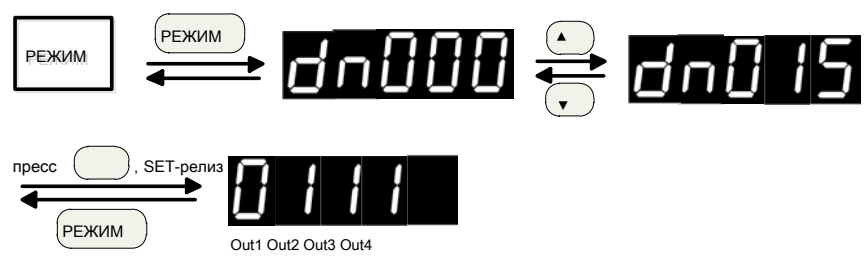 РЕЖИМ РЕЖИМ dn000 ▲ ▼ dn015
пресс , SET-релиз 0111
РЕЖИМ
Out1 Out2 Out3 Out4